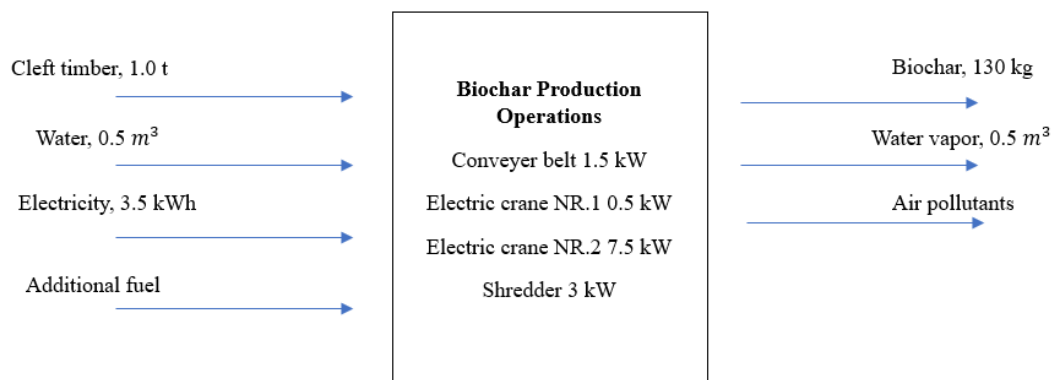 Cleft timber, 1.0 t
Water, 0.5 m³
Electricity, 3.5 kWh
Additional fuel
Biochar Production
Operations
Conveyer belt 1.5 kW
Electric crane NR.1 0.5 kW
Electric crane NR.2 7.5 kW
Shredder 3 kW
Biochar, 130 kg
Water vapor, 0.5 m³
Air pollutants